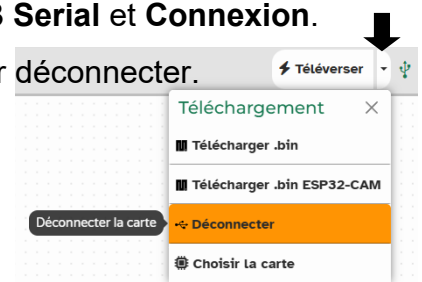 Serial et Connexion.
déconnecter.
Téléverser
Téléchargement
Télécharger .bin
Télécharger .bin ESP32-CAM
Déconnecter la carte
Déconnecter
Choisir la carte